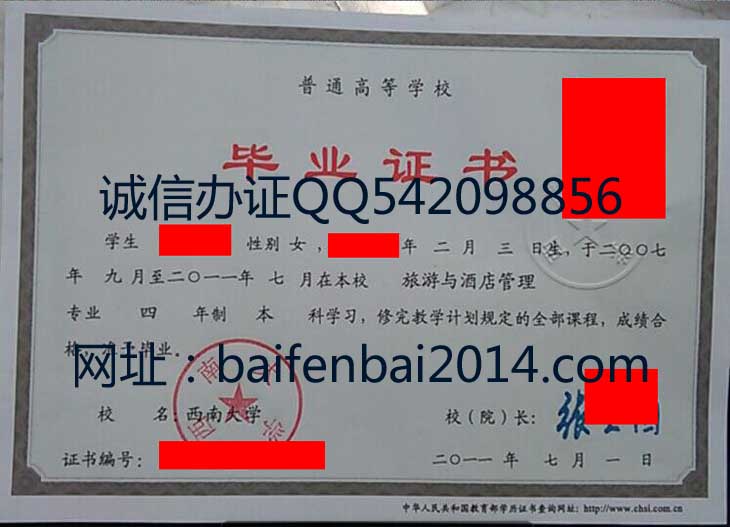 普通高等学校
毕业证书
诚信办证QQ542098856
学生 性别 女 , 年 二 月 三 日生, 于二〇〇七
年 九 月至二〇一一年 七 月在本校 旅游与酒店管理
专业 四 年制 本 科学习, 修完教学计划规定的全部课程, 成绩合
格, 毕业。
网址：baifenbai2014.com
校 名: 西南大学
校（院）长:
证书编号:
二〇一一 年 七 月 一 日
中华人民共和国教育部学历证书查询网址: http://www.chsi.com.cn